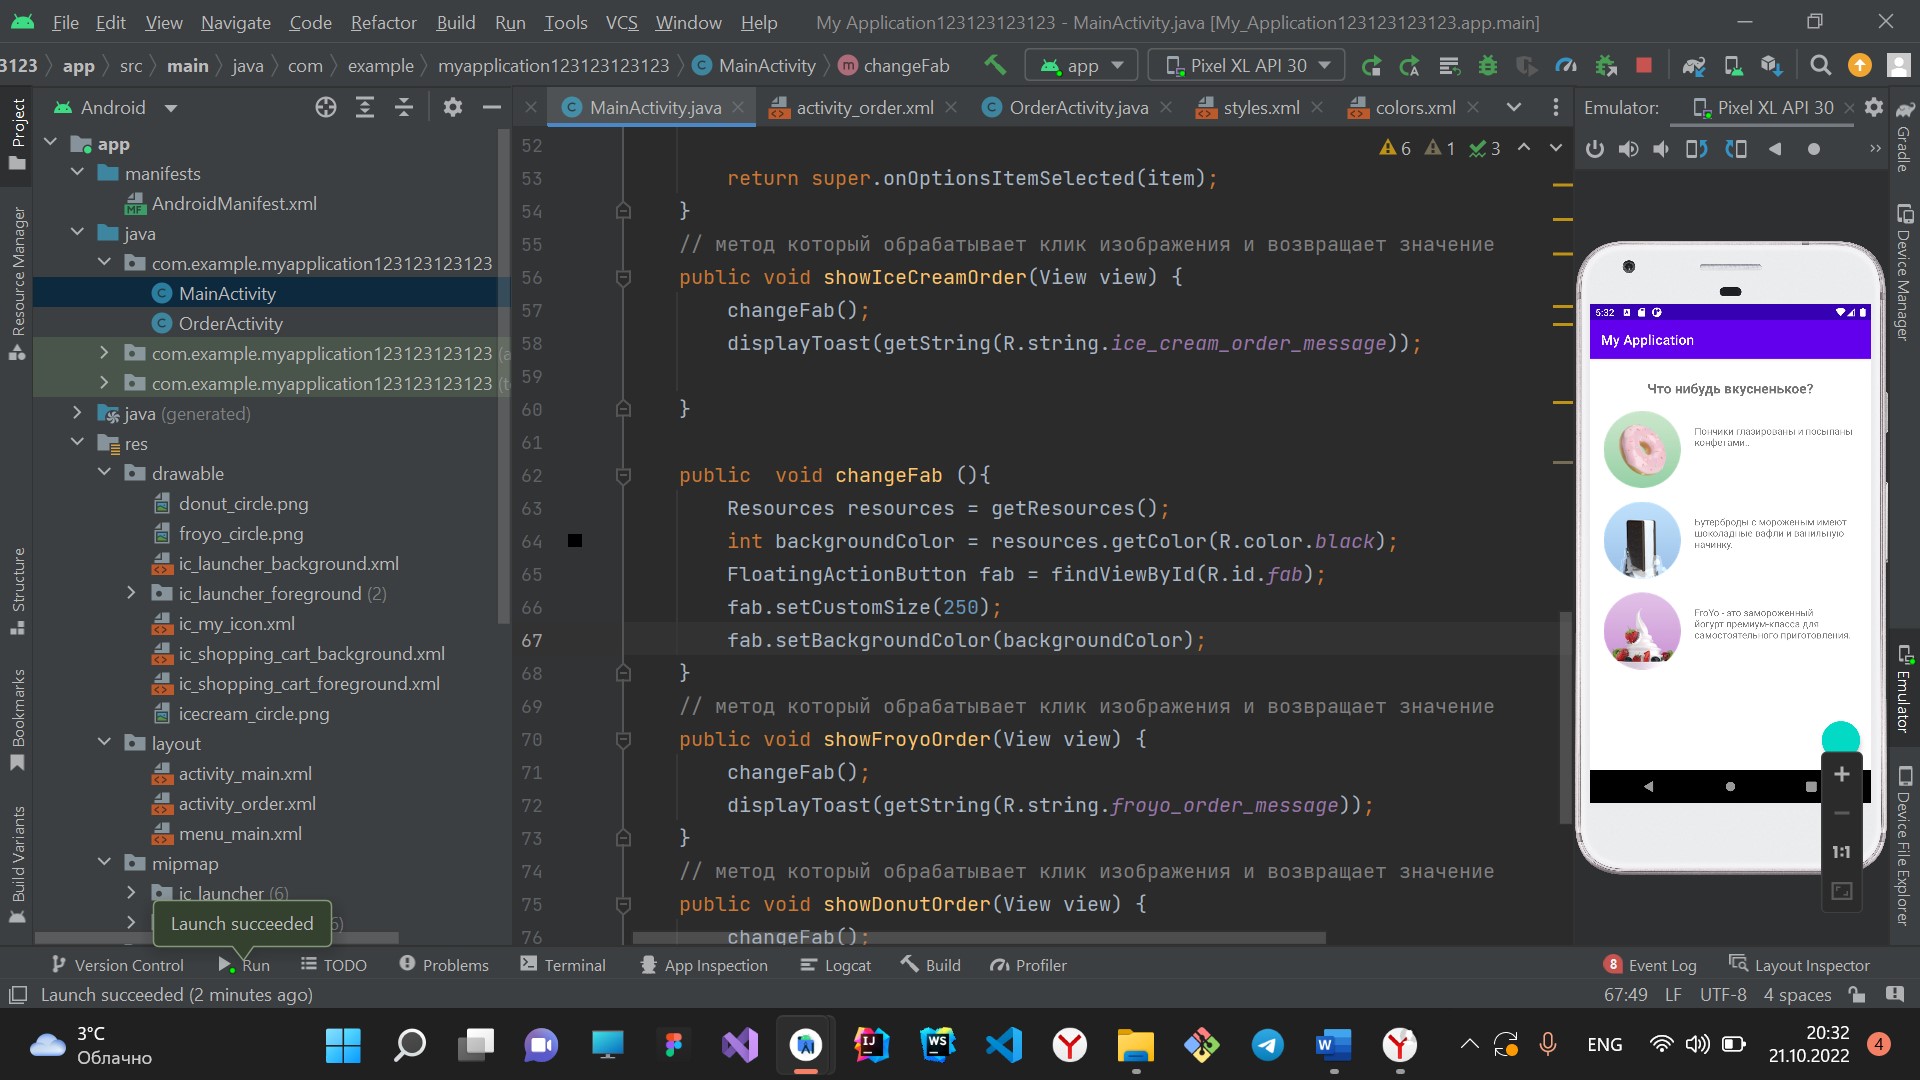 File Edit View Navigate Code Refactor Build Run Tools VCS Window Help My Application123123123123 - MainActivity.java [My_Application123123123123.app.main]
3123 app src main java com example myapplication123123123123 MainActivity changeFab app Pixel XL API 30
Project
Resource Manager
Structure
Bookmarks
Build Variants
Android
app
manifests
AndroidManifest.xml
java
com.example.myapplication123123123123
MainActivity
OrderActivity
com.example.myapplication123123123123 (a
com.example.myapplication123123123123 (t
java (generated)
res
drawable
donut_circle.png
froyo_circle.png
ic_launcher_background.xml
ic_launcher_foreground (2)
ic_my_icon.xml
ic_shopping_cart_background.xml
ic_shopping_cart_foreground.xml
icecream_circle.png
layout
activity_main.xml
activity_order.xml
menu_main.xml
mipmap
ic_launcher (6)
Launch succeeded
MainActivity.java activity_order.xml OrderActivity.java styles.xml colors.xml
6 1 3
52
53 return super.onOptionsItemSelected(item);
54 }
55 // метод который обрабатывает клик изображения и возвращает значение
56 public void showIceCreamOrder(View view) {
57 changeFab();
58 displayToast(getString(R.string.ice_cream_order_message));
59
60 }
61
62 public void changeFab (){
63 Resources resources = getResources();
64 int backgroundColor = resources.getColor(R.color.black);
65 FloatingActionButton fab = findViewById(R.id.fab);
66 fab.setCustomSize(250);
67 fab.setBackgroundColor(backgroundColor);
68 }
69 // метод который обрабатывает клик изображения и возвращает значение
70 public void showFroyoOrder(View view) {
71 changeFab();
72 displayToast(getString(R.string.froyo_order_message));
73 }
74 // метод который обрабатывает клик изображения и возвращает значение
75 public void showDonutOrder(View view) {
76 changeFab();
Emulator: Pixel XL API 30
5:32
My Application
Что нибудь вкусненькое?
Пончики глазированы и посыпаны
конфетами..
Бутерброды с мороженым имеют
шоколадные вафли и ванильную
начинку.
FroYo - это замороженный
йогурт премиум-класса для
самостоятельного приготовления.
1:1
Gradle
Device Manager
Emulator
Device File Explorer
Version Control Run TODO Problems Terminal App Inspection Logcat Build Profiler 8 Event Log Layout Inspector
Launch succeeded (2 minutes ago) 67:49 LF UTF-8 4 spaces
3°C
Облачно
ENG
20:32
21.10.2022
4